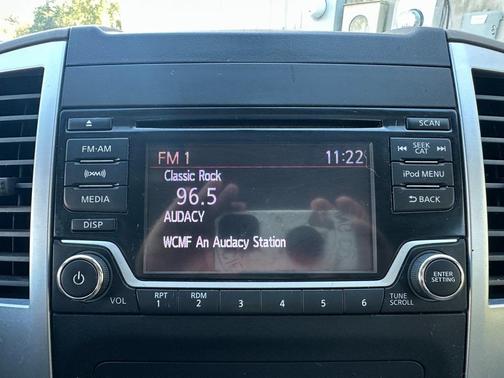 SCAN
FM·AM
FM 1 11:22
SEEK CAT
Classic Rock
XM
96.5
iPod MENU
MEDIA
AUDACY
BACK
DISP
WCMF An Audacy Station
ENTER SETTING
VOL
RPT 1
RDM 2
3
4
5
6
TUNE SCROLL